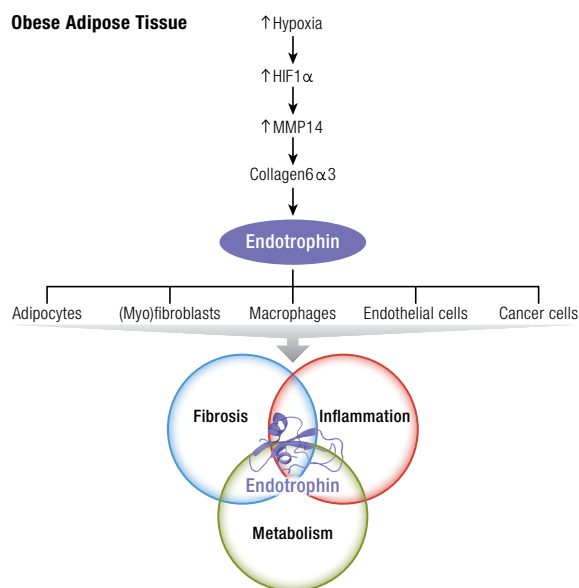 Obese Adipose Tissue
↑Hypoxia
↑HIF1α
↑MMP14
Collagen6α3
Endotrophin
Adipocytes (Myo)fibroblasts Macrophages Endothelial cells Cancer cells
Fibrosis Inflammation
Endotrophin
Metabolism